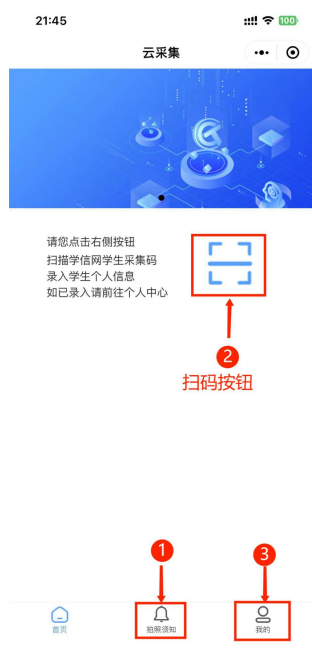 21:45
100
云采集
请您点击右侧按钮
扫描学信网学生采集码
录入学生个人信息
如已录入请前往个人中心
2
扫码按钮
1
3
首页
拍照须知
我的